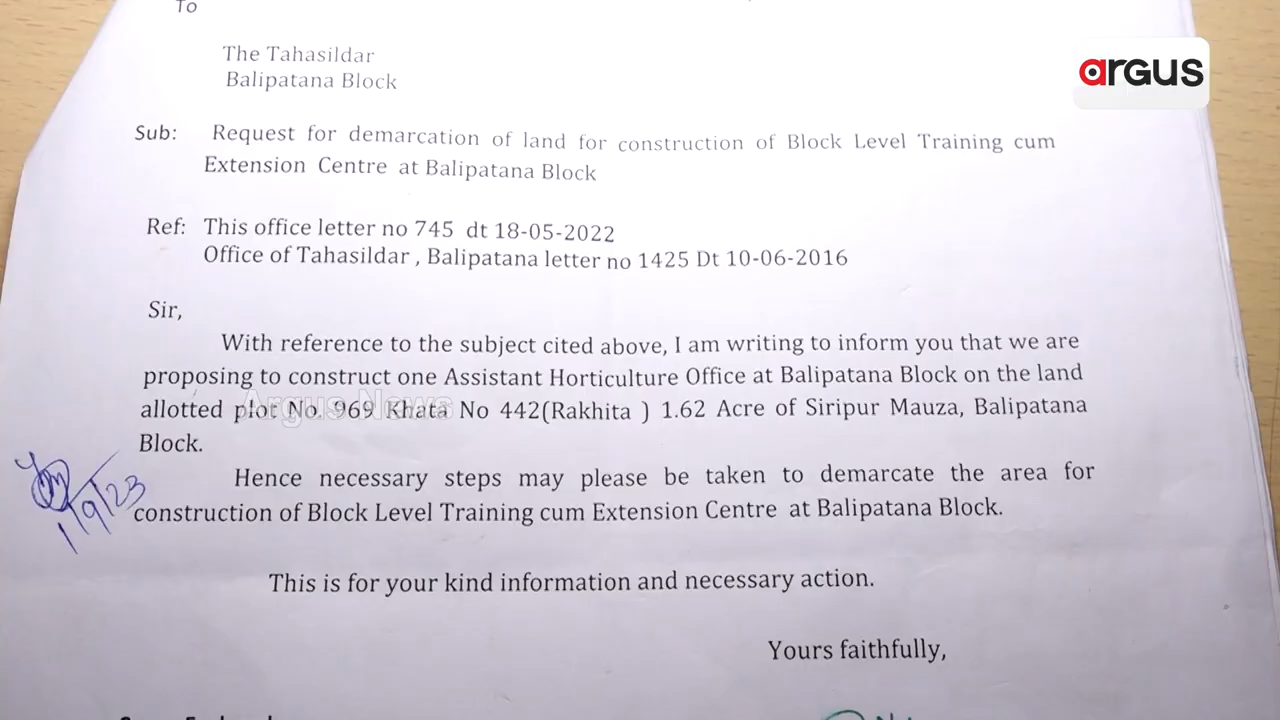 To
The Tahasildar
Balipatana Block
argus
Sub: Request for demarcation of land for construction of Block Level Training cum
Extension Centre at Balipatana Block
Ref: This office letter no 745 dt 18-05-2022
Office of Tahasildar , Balipatana letter no 1425 Dt 10-06-2016
Sir,
With reference to the subject cited above, I am writing to inform you that we are
proposing to construct one Assistant Horticulture Office at Balipatana Block on the land
allotted plot No 969 Khata No 442(Rakhita ) 1.62 Acre of Siripur Mauza, Balipatana
Argus News
Block.
Hence necessary steps may please be taken to demarcate the area for
construction of Block Level Training cum Extension Centre at Balipatana Block.
1/9/23
This is for your kind information and necessary action.
Yours faithfully,